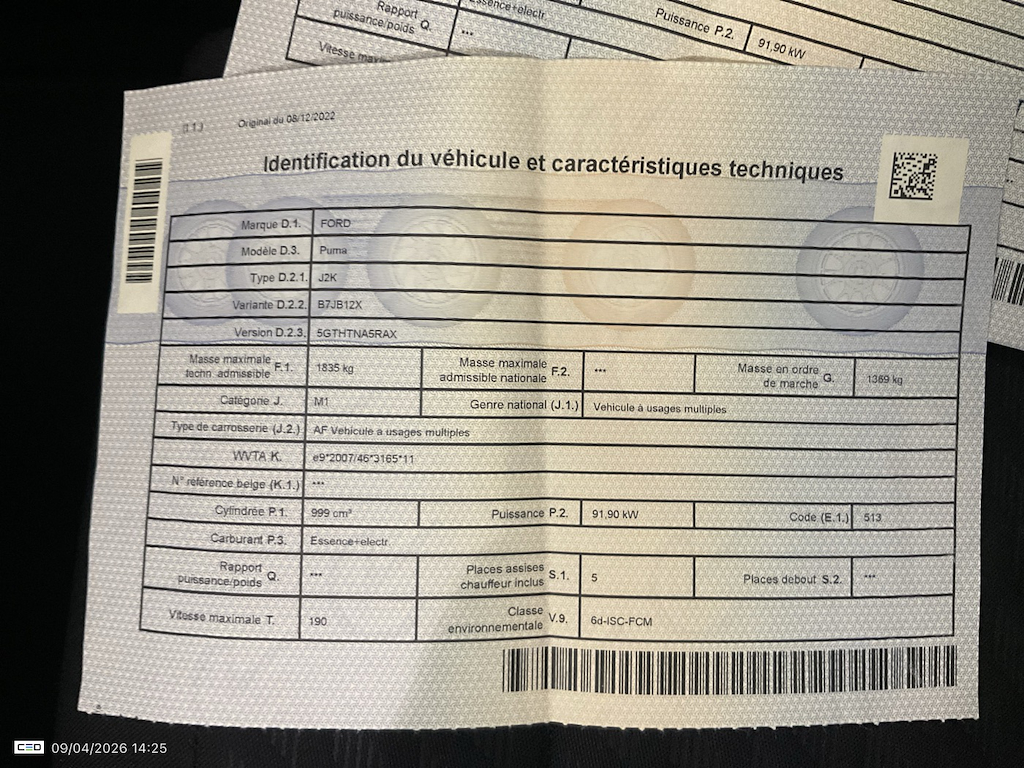 Rapport puissance/poids Q. ***
Essence+electr.
Puissance P.2. 91,90 kW
Vitesse
(I.1.) Original du 08/12/2022
Identification du véhicule et caractéristiques techniques
Marque D.1. FORD
Modèle D.3. Puma
Type D.2.1. J2K
Variante D.2.2. B7JB12X
Version D.2.3. 5GTHTNA5RAX
Masse maximale techn. admissible F.1. 1835 kg Masse maximale admissible nationale F.2. *** Masse en ordre de marche G. 1369 kg
Catégorie J. M1 Genre national (J.1.) Vehicule à usages multiples
Type de carrosserie (J.2.) AF Vehicule a usages multiples
WVTA K. e9*2007/46*3165*11
N° référence belge (K.1.) ***
Cylindrée P.1. 999 cm³ Puissance P.2. 91,90 kW Code (E.1.) 513
Carburant P.3. Essence+electr.
Rapport puissance/poids Q. *** Places assises chauffeur inclus S.1. 5 Places debout S.2. ***
Vitesse maximale T. 190 Classe environnementale V.9. 6d-ISC-FCM
CEO 09/04/2026 14:25